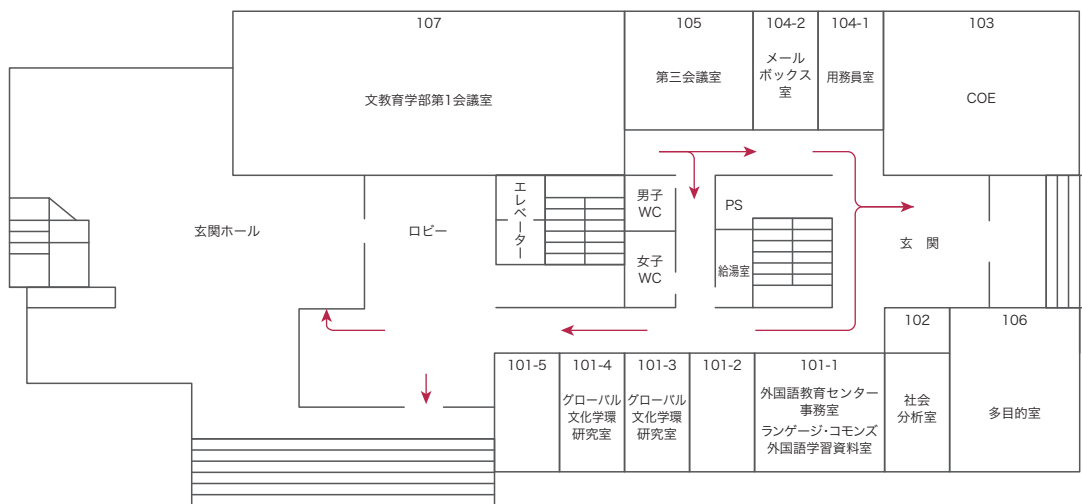 107
文教育学部第1会議室
105
第三会議室
104-2
メール
ボックス
室
104-1
用務員室
103
COE
玄関ホール
ロビー
エレベーター
男子
WC
女子
WC
PS
給湯室
玄　関
101-5
101-4
グローバル
文化学環
研究室
101-3
グローバル
文化学環
研究室
101-2
101-1
外国語教育センター
事務室
ランゲージ・コモンズ
外国語学習資料室
102
社会
分析室
106
多目的室